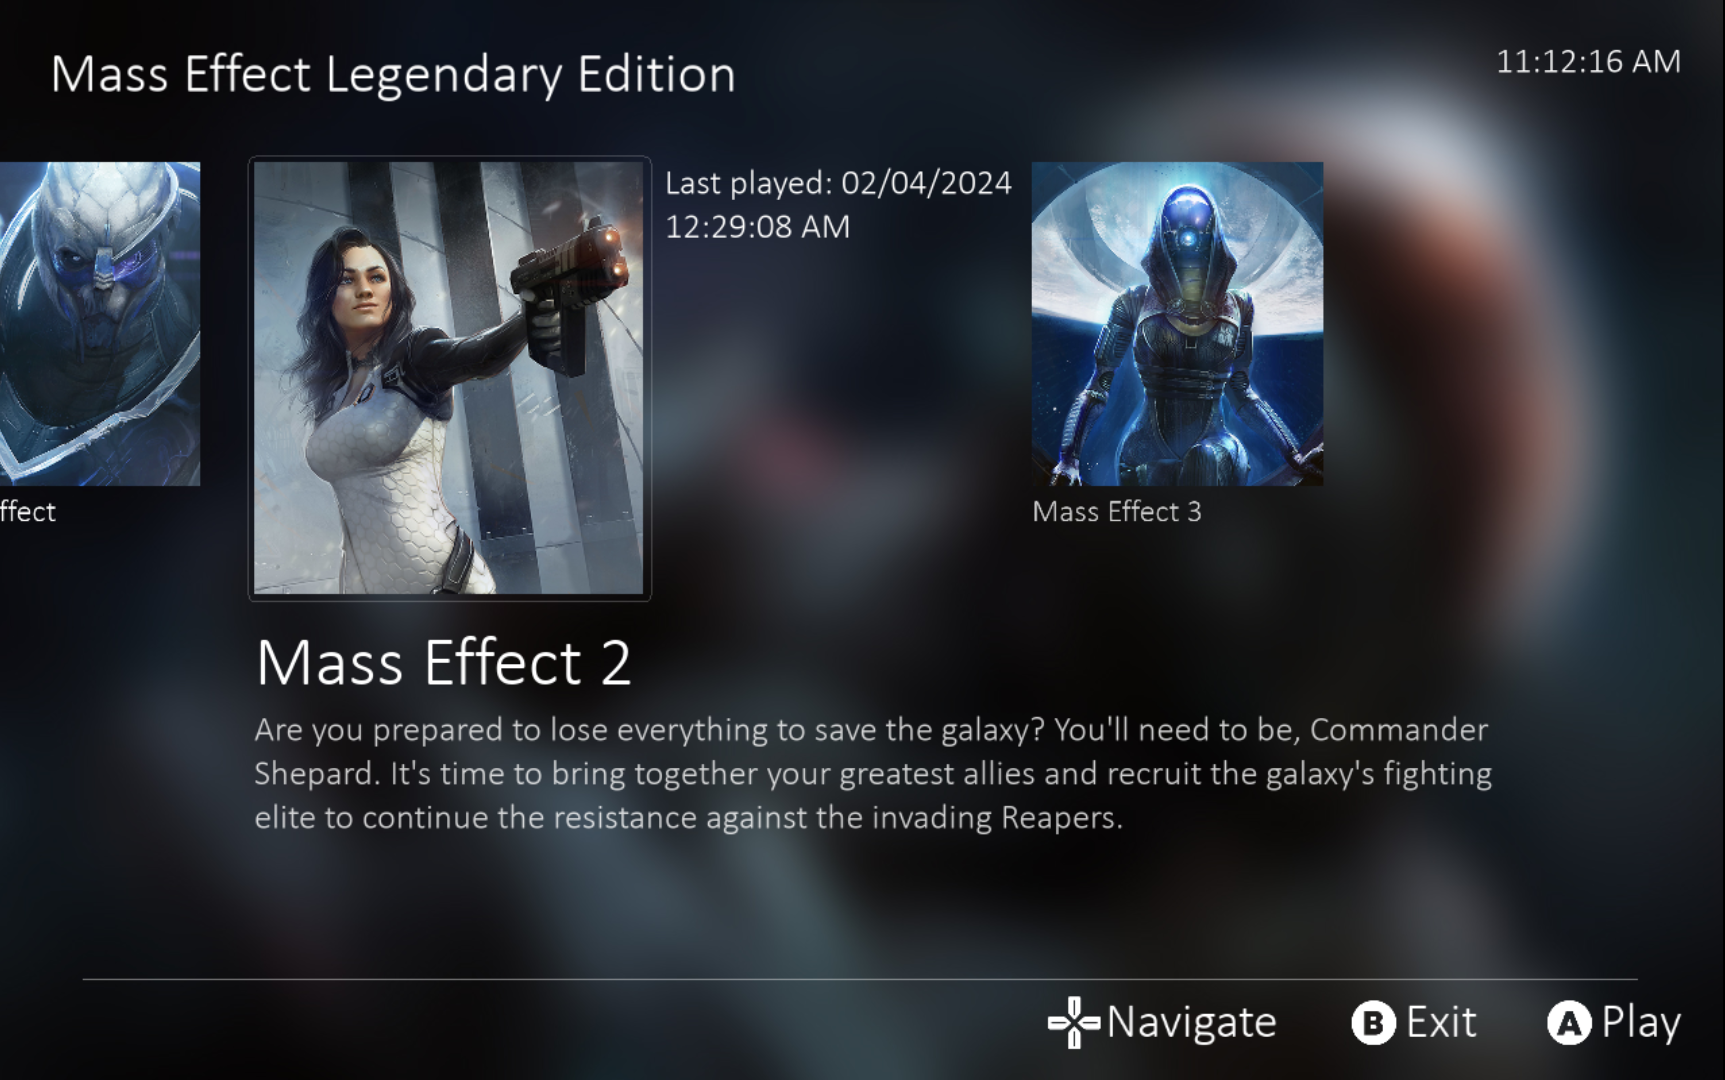 Mass Effect Legendary Edition
11:12:16 AM
Last played: 02/04/2024
12:29:08 AM
ffect
Mass Effect 3
Mass Effect 2
Are you prepared to lose everything to save the galaxy? You'll need to be, Commander
Shepard. It's time to bring together your greatest allies and recruit the galaxy's fighting
elite to continue the resistance against the invading Reapers.
Navigate
B Exit
A Play